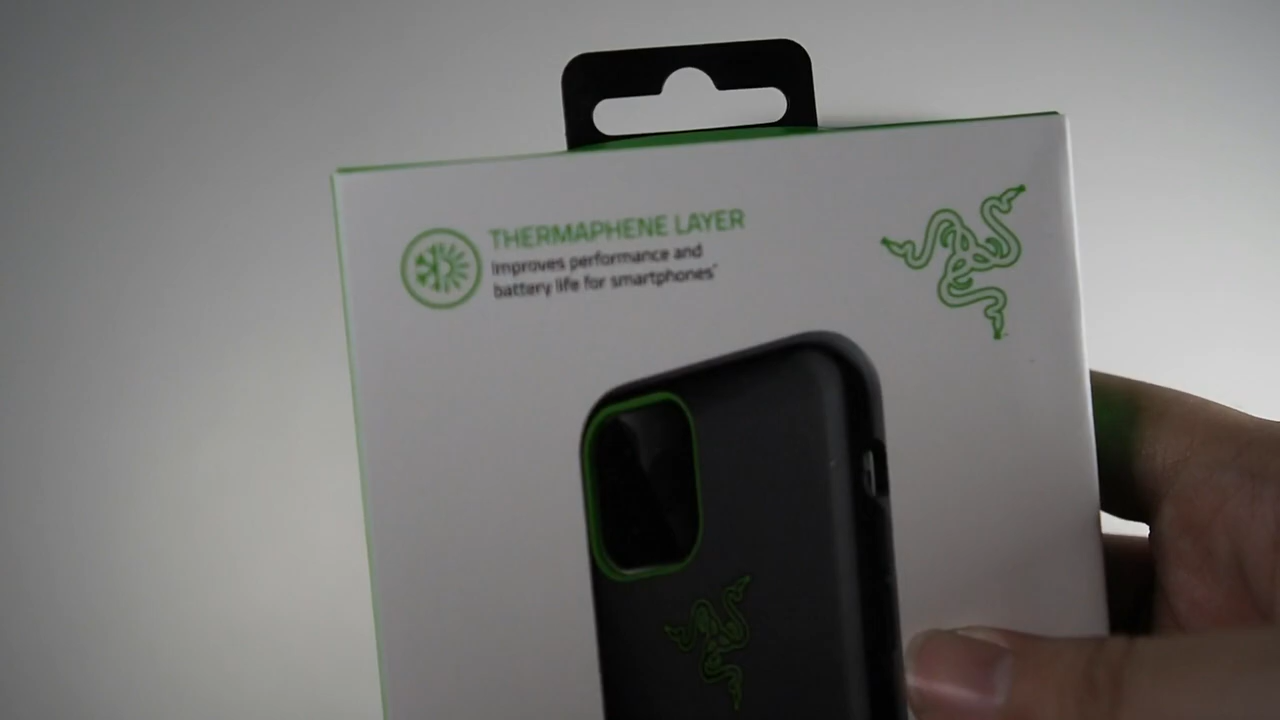 THERMAPHENE LAYER
Improves performance and
battery life for smartphones*